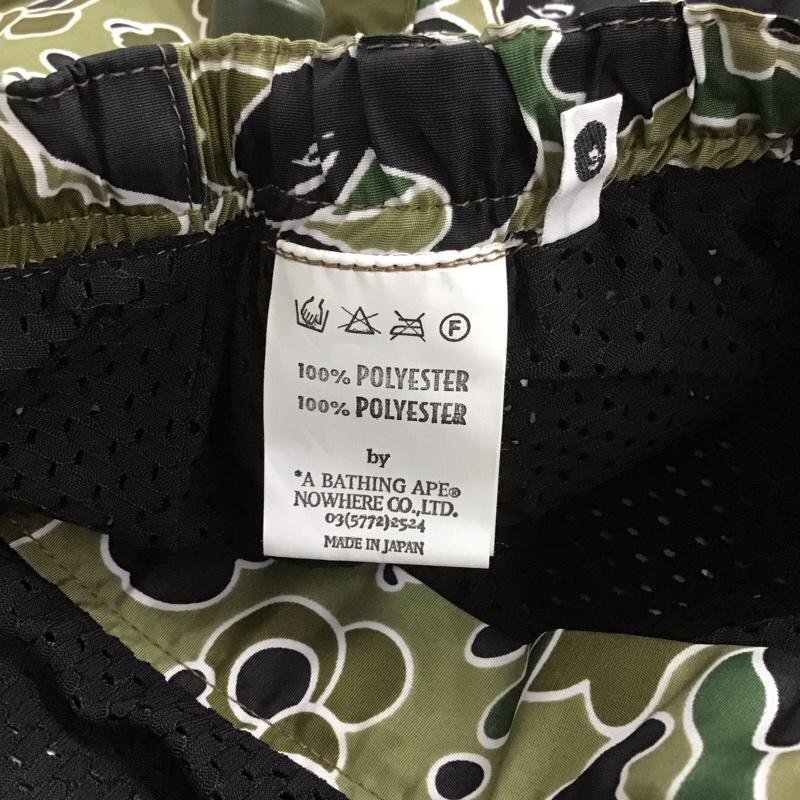 F
100% POLYESTER
100% POLYESTER
by
*A BATHING APE®
NOWHERE CO.,LTD.
03(5772)2524
MADE IN JAPAN